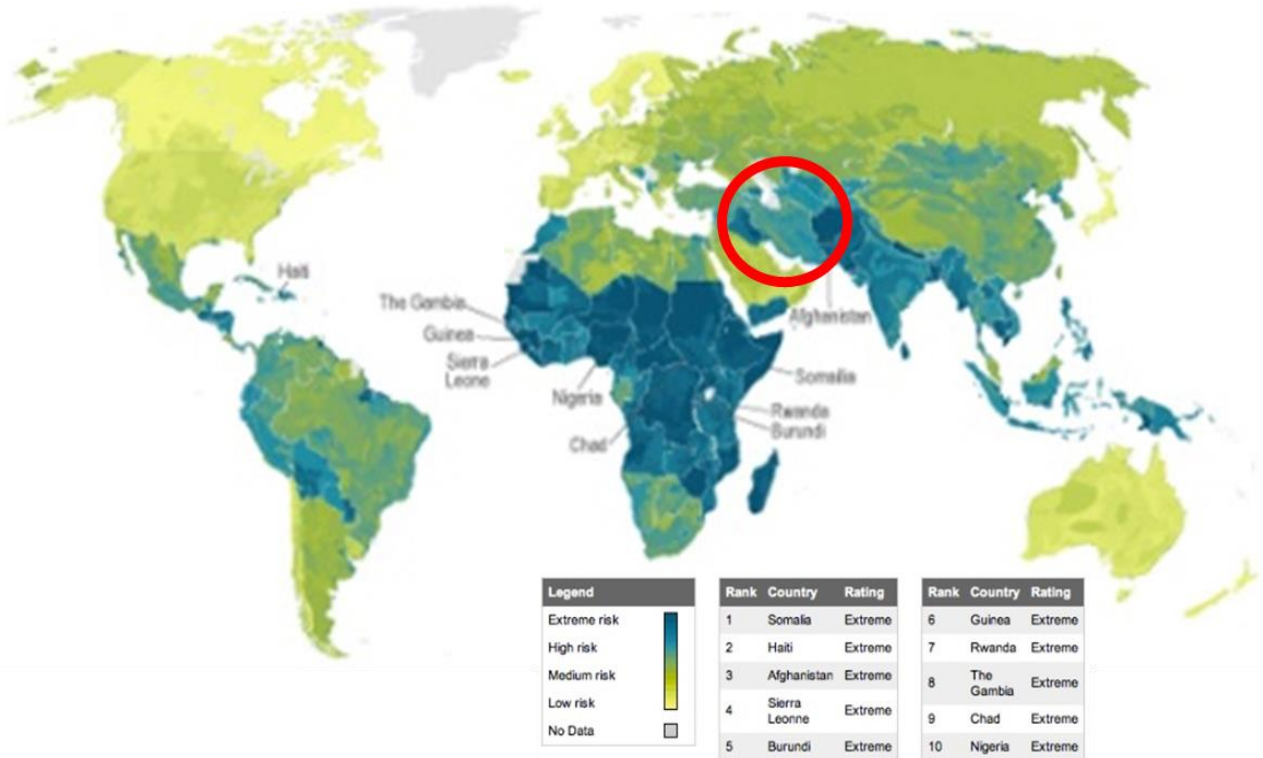 Haiti
The Gambia
Guinea
Sierra
Leone
Nigeria
Chad
Afghanistan
Somailia
Rwanda
Burundi
Legend
Extreme risk
High risk
Medium risk
Low risk
No Data
Rank Country Rating
1 Somalia Extreme
2 Haiti Extreme
3 Afghanistan Extreme
4 Sierra Leonne Extreme
5 Burundi Extreme
Rank Country Rating
6 Guinea Extreme
7 Rwanda Extreme
8 The Gambia Extreme
9 Chad Extreme
10 Nigeria Extreme